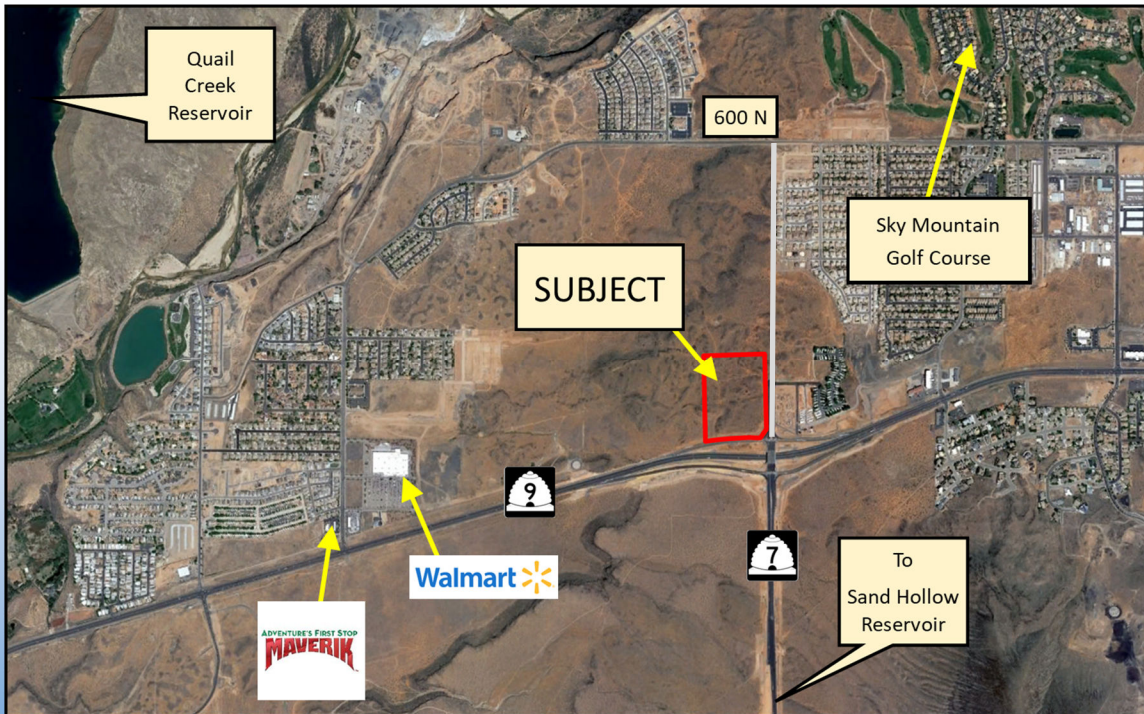 Quail
Creek
Reservoir
600 N
Sky Mountain
Golf Course
SUBJECT
9
Walmart
7
To
Sand Hollow
Reservoir
ADVENTURE'S FIRST STOP
MAVERIK